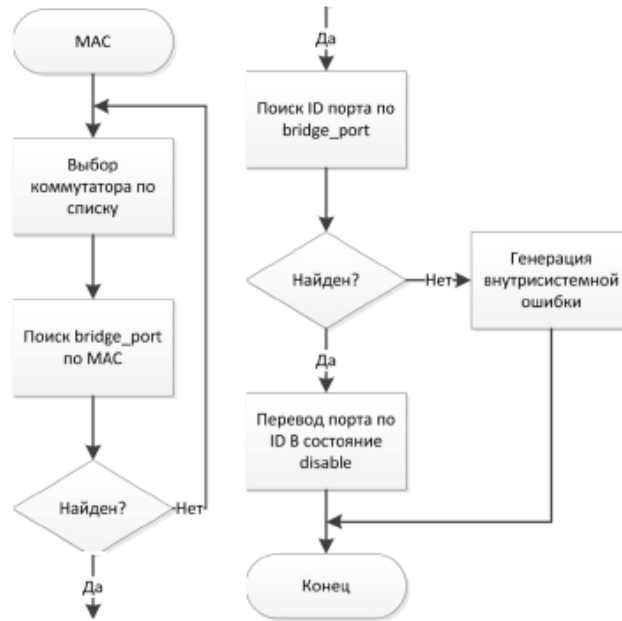 MAC
Выбор
коммутатора по
списку
Поиск bridge_port
по MAC
Найден?
Нет
Да
Да
Поиск ID порта по
bridge_port
Найден?
Нет
Генерация
внутрисистемной
ошибки
Да
Перевод порта по
ID В состояние
disable
Конец